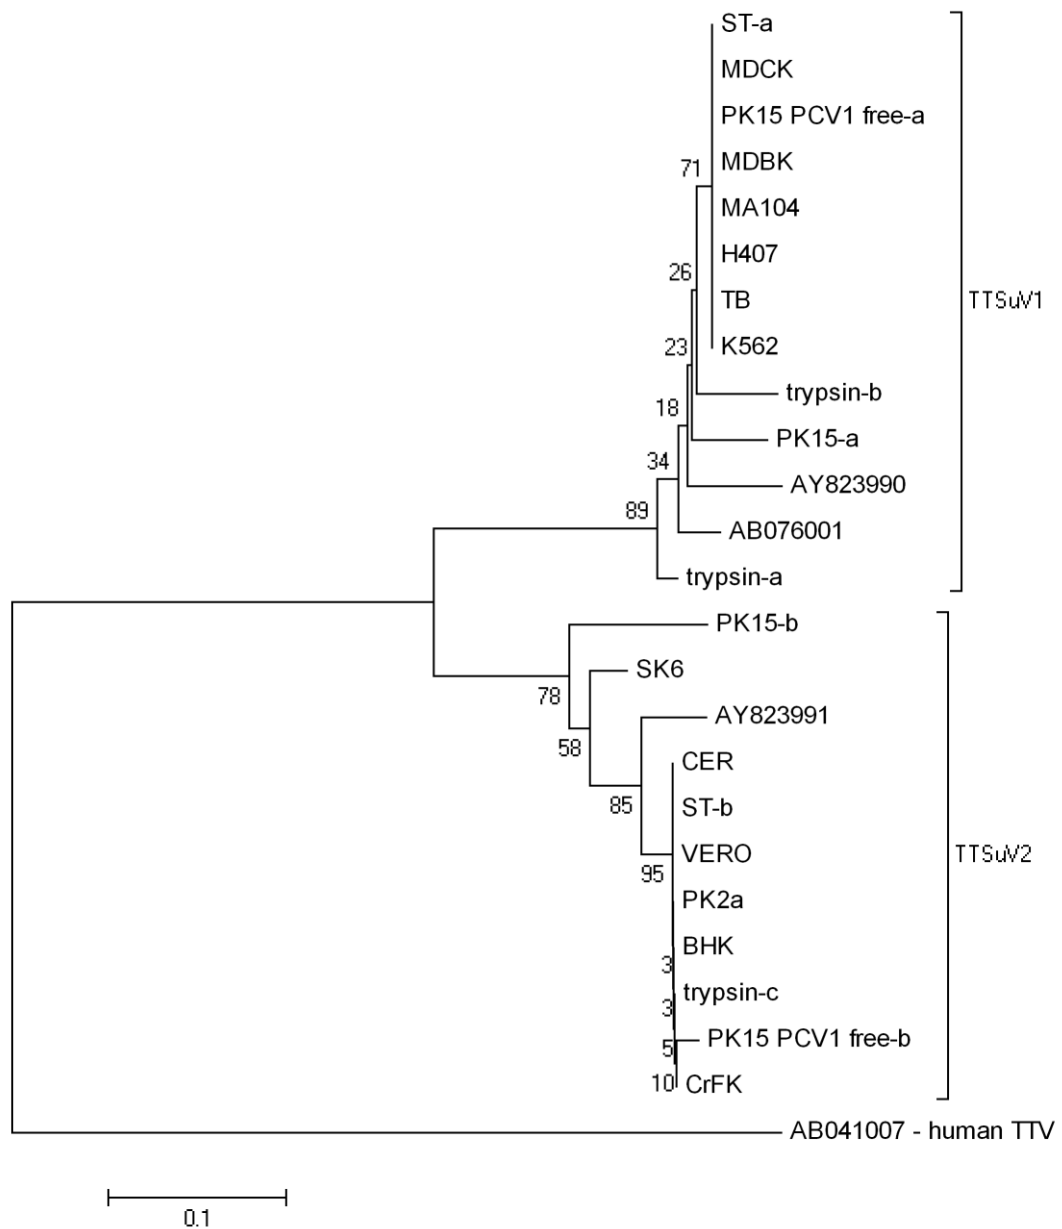 ST-a
MDCK
PK15 PCV1 free-a
MDBK
71
MA104
H407
26
TB
TTSuV1
K562
23
trypsin-b
18
PK15-a
34
AY823990
89
AB076001
trypsin-a
PK15-b
SK6
78
AY823991
58
CER
85
ST-b
VERO
TTSuV2
95
PK2a
BHK
3
trypsin-c
3
PK15 PCV1 free-b
5
10
CrFK
AB041007 - human TTV
0.1